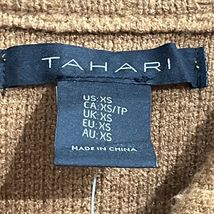 TAHARI
US: XS
CA: XS/TP
UK: XS
EU: XS
AU: XS
MADE IN CHINA